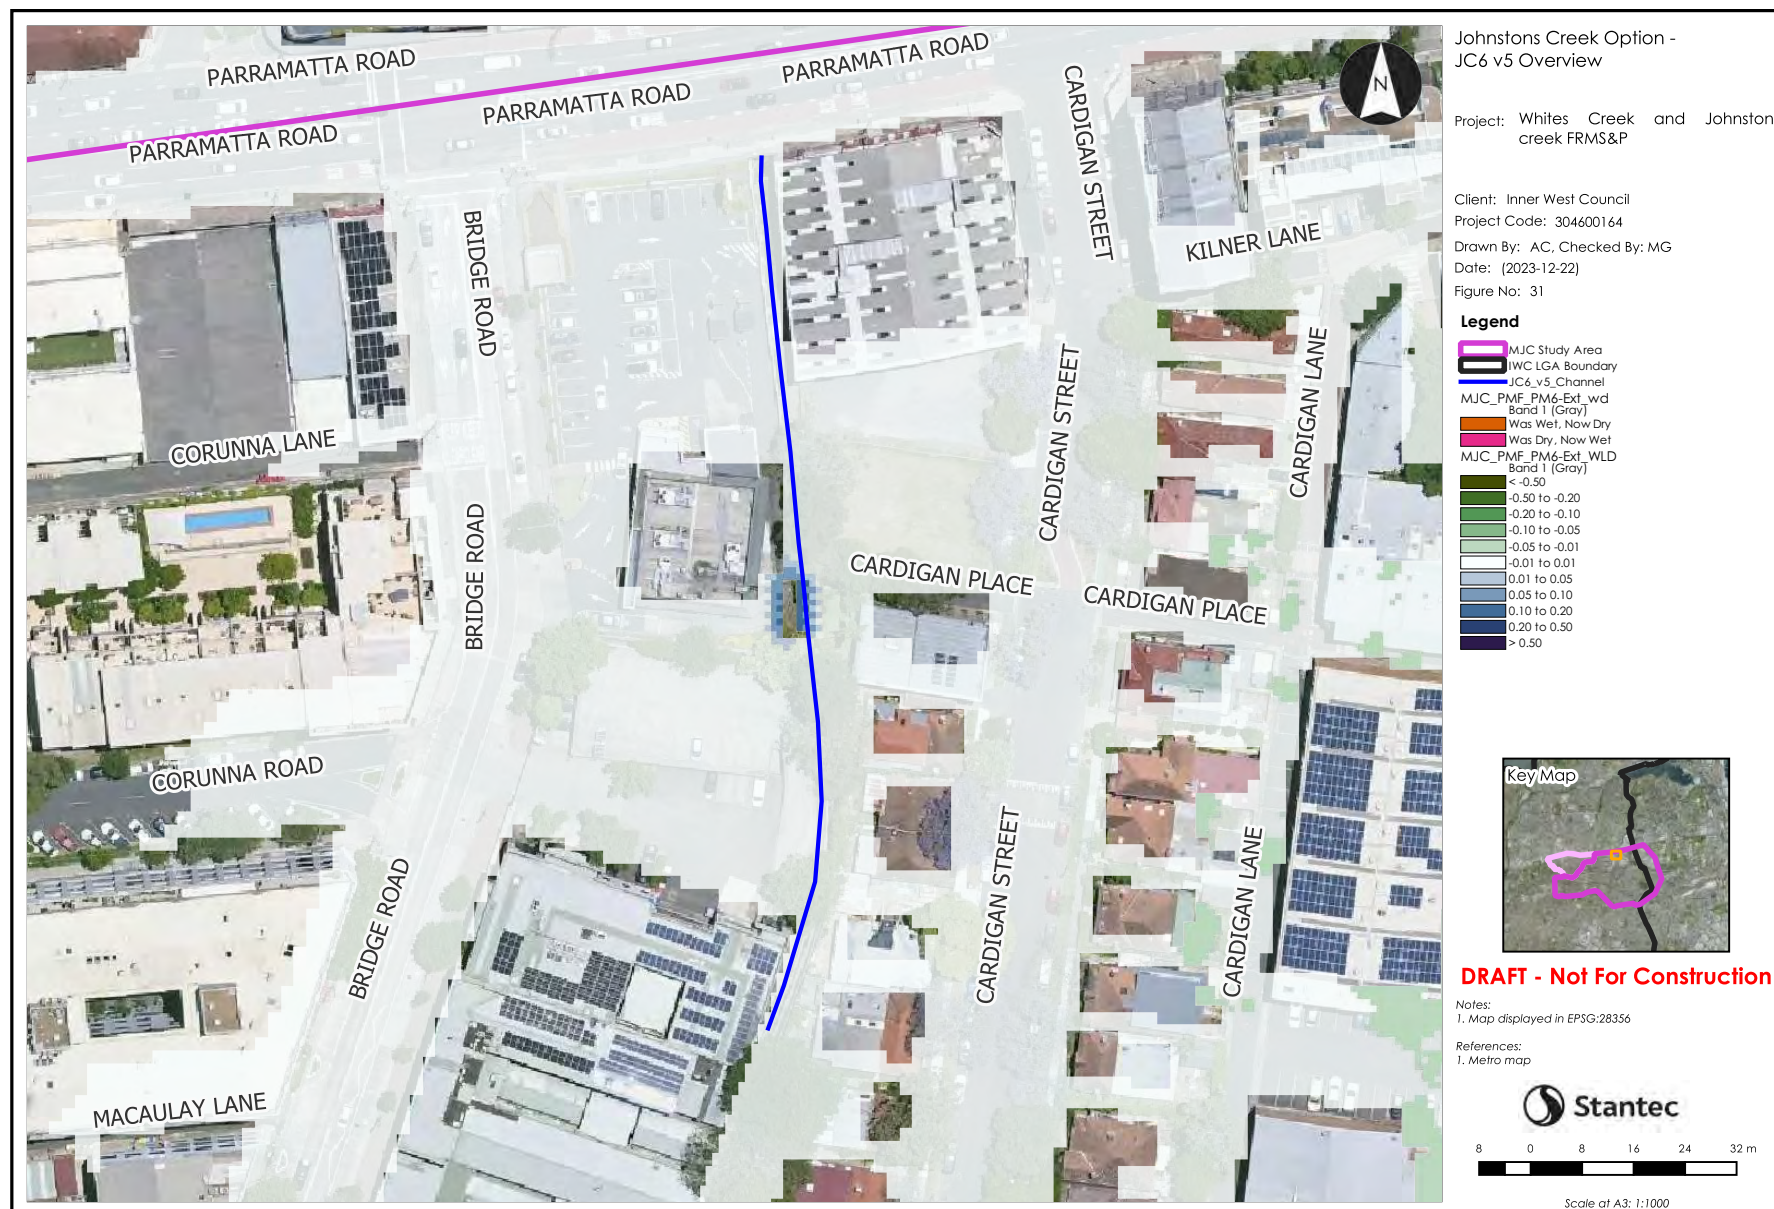 PARRAMATTA ROAD
PARRAMATTA ROAD
PARRAMATTA ROAD
PARRAMATTA ROAD
CARDIGAN STREET
BRIDGE ROAD
KILNER LANE
CORUNNA LANE
CARDIGAN STREET
CARDIGAN LANE
BRIDGE ROAD
CARDIGAN PLACE
CARDIGAN PLACE
CORUNNA ROAD
BRIDGE ROAD
CARDIGAN STREET
CARDIGAN LANE
MACAULAY LANE
N
Johnstons Creek Option -
JC6 v5 Overview
Project: Whites Creek and Johnston
creek FRMS&P
Client: Inner West Council
Project Code: 304600164
Drawn By: AC, Checked By: MG
Date: (2023-12-22)
Figure No: 31
Legend
MJC Study Area
IWC LGA Boundary
JC6_v5_Channel
MJC_PMF_PM6-Ext_wd
Band 1 (Gray)
Was Wet, Now Dry
Was Dry, Now Wet
MJC_PMF_PM6-Ext_WLD
Band 1 (Gray)
< -0.50
-0.50 to -0.20
-0.20 to -0.10
-0.10 to -0.05
-0.05 to -0.01
-0.01 to 0.01
0.01 to 0.05
0.05 to 0.10
0.10 to 0.20
0.20 to 0.50
> 0.50
Key Map
DRAFT - Not For Construction
Notes:
1. Map displayed in EPSG:28356
References:
1. Metro map
Stantec
8 0 8 16 24 32 m
Scale at A3: 1:1000